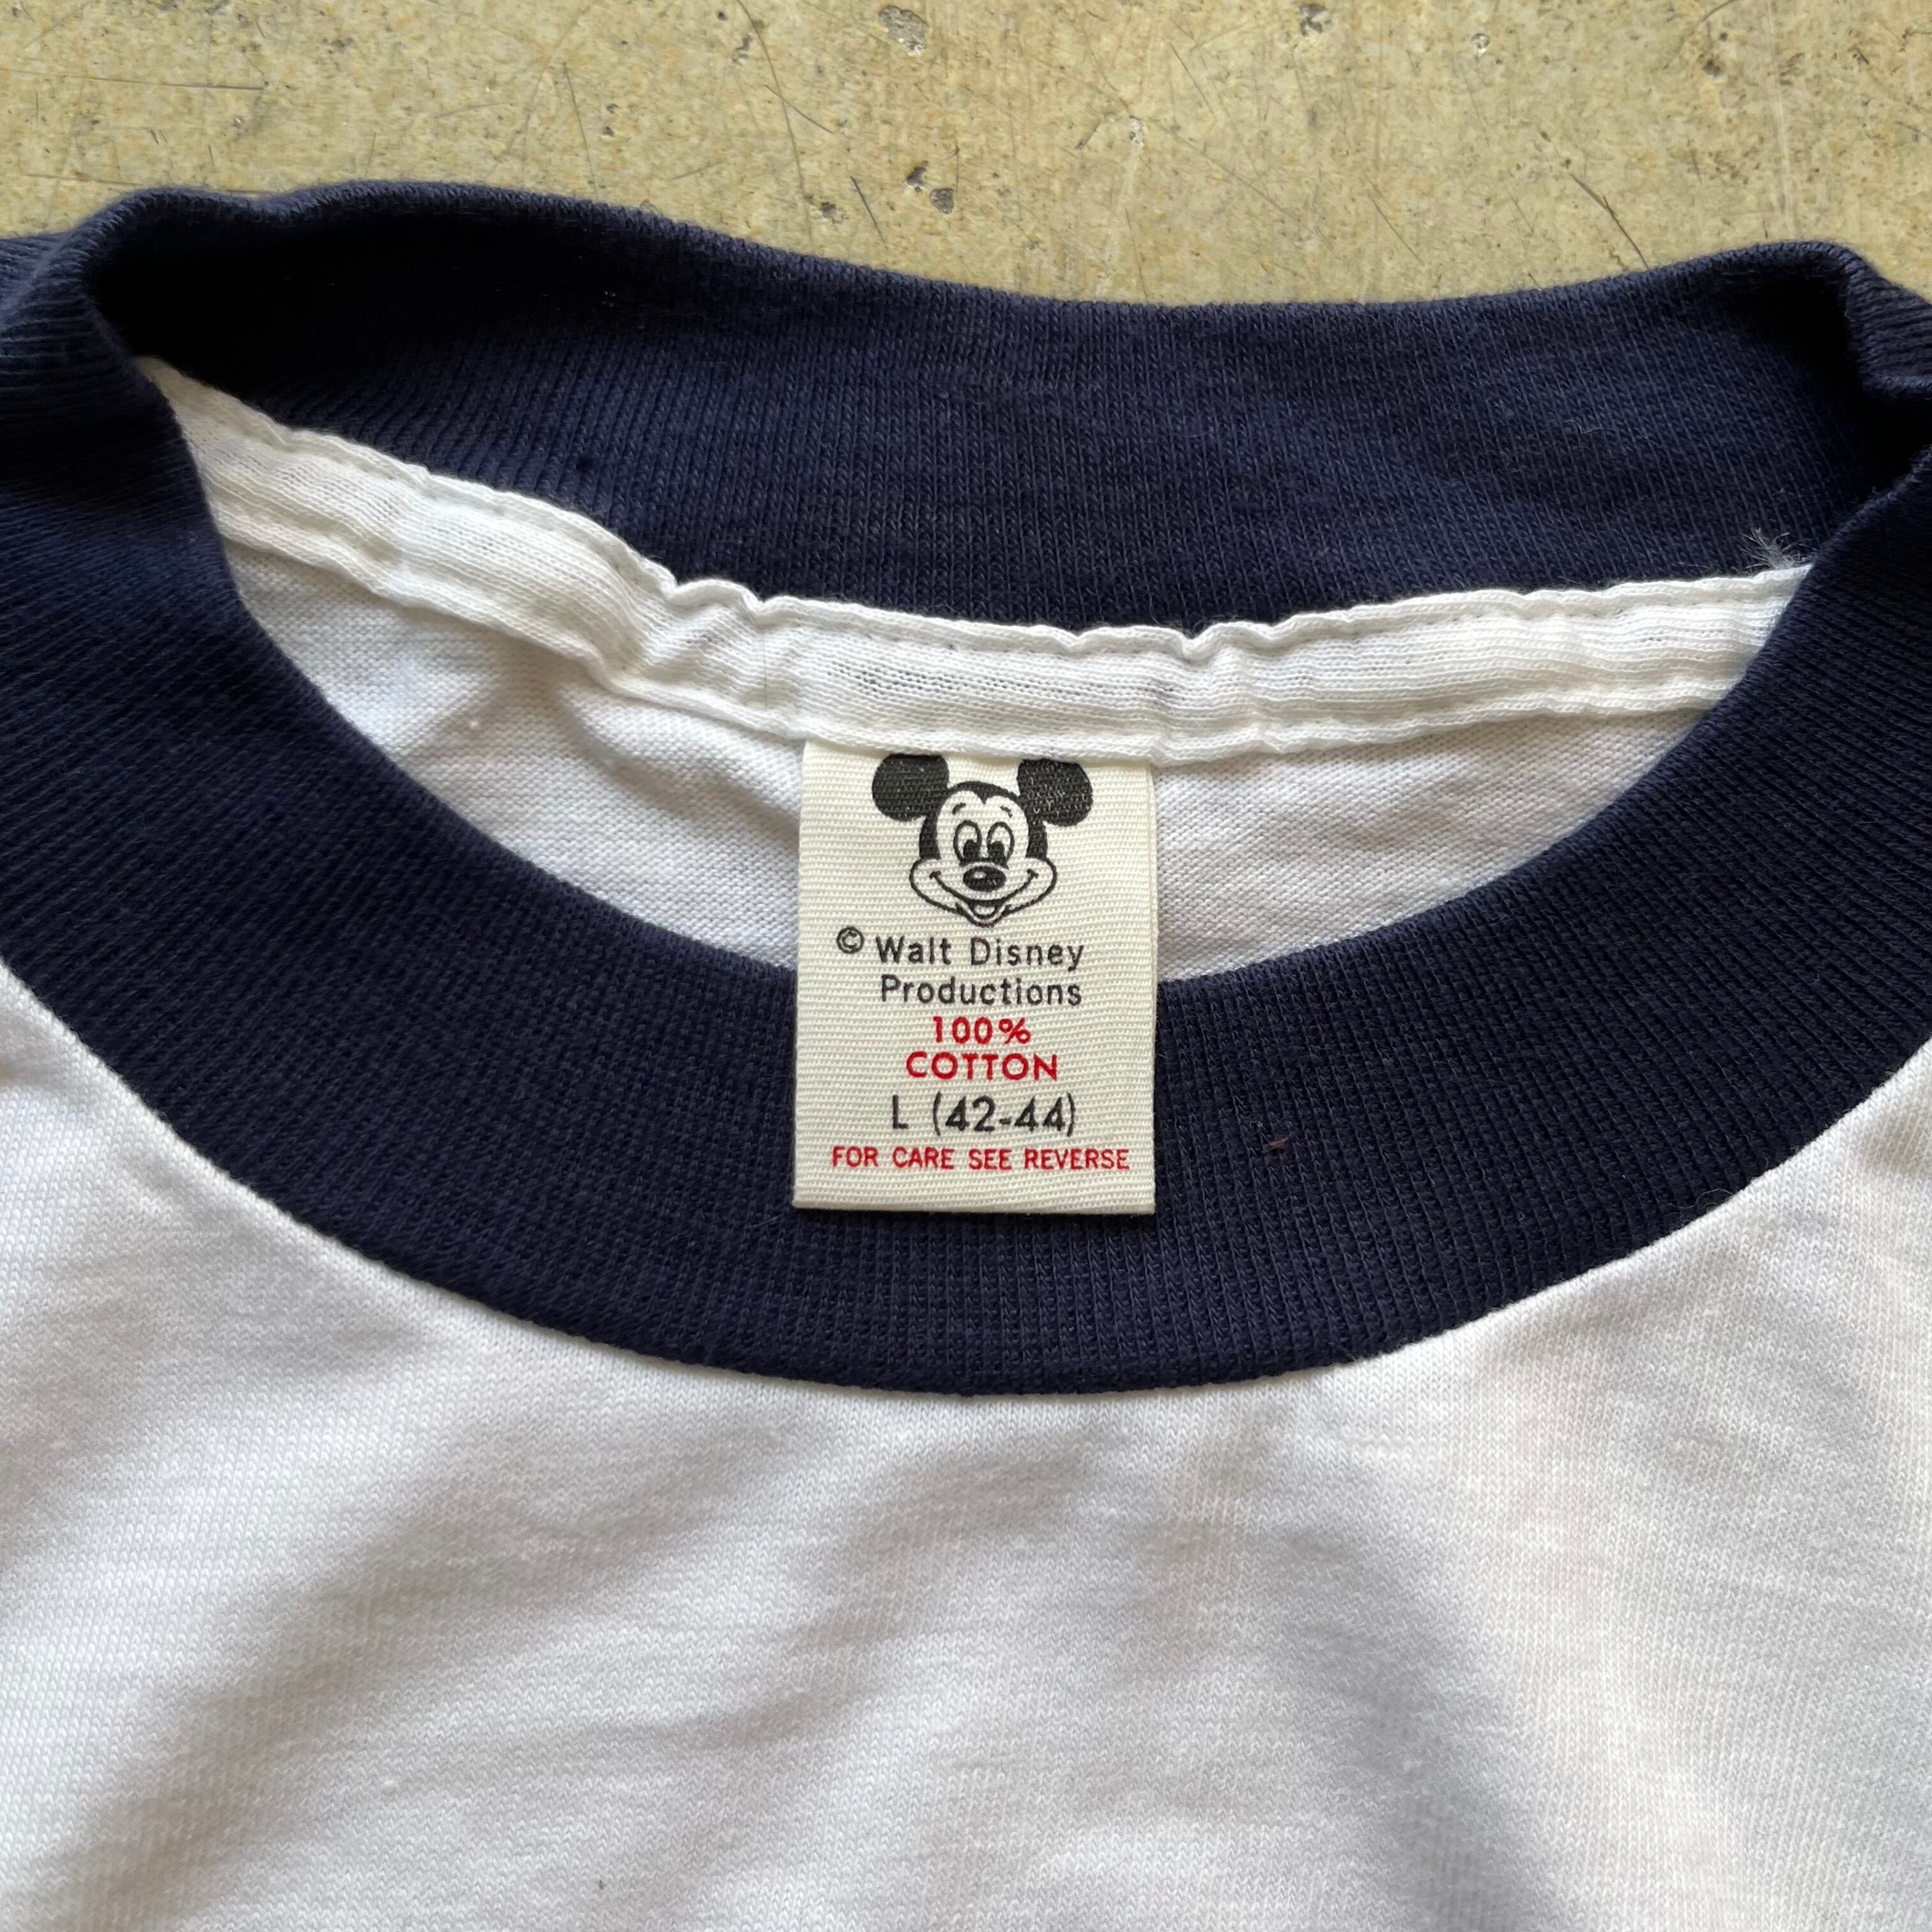 © Walt Disney
Productions
100%
COTTON
L (42-44)
FOR CARE SEE REVERSE